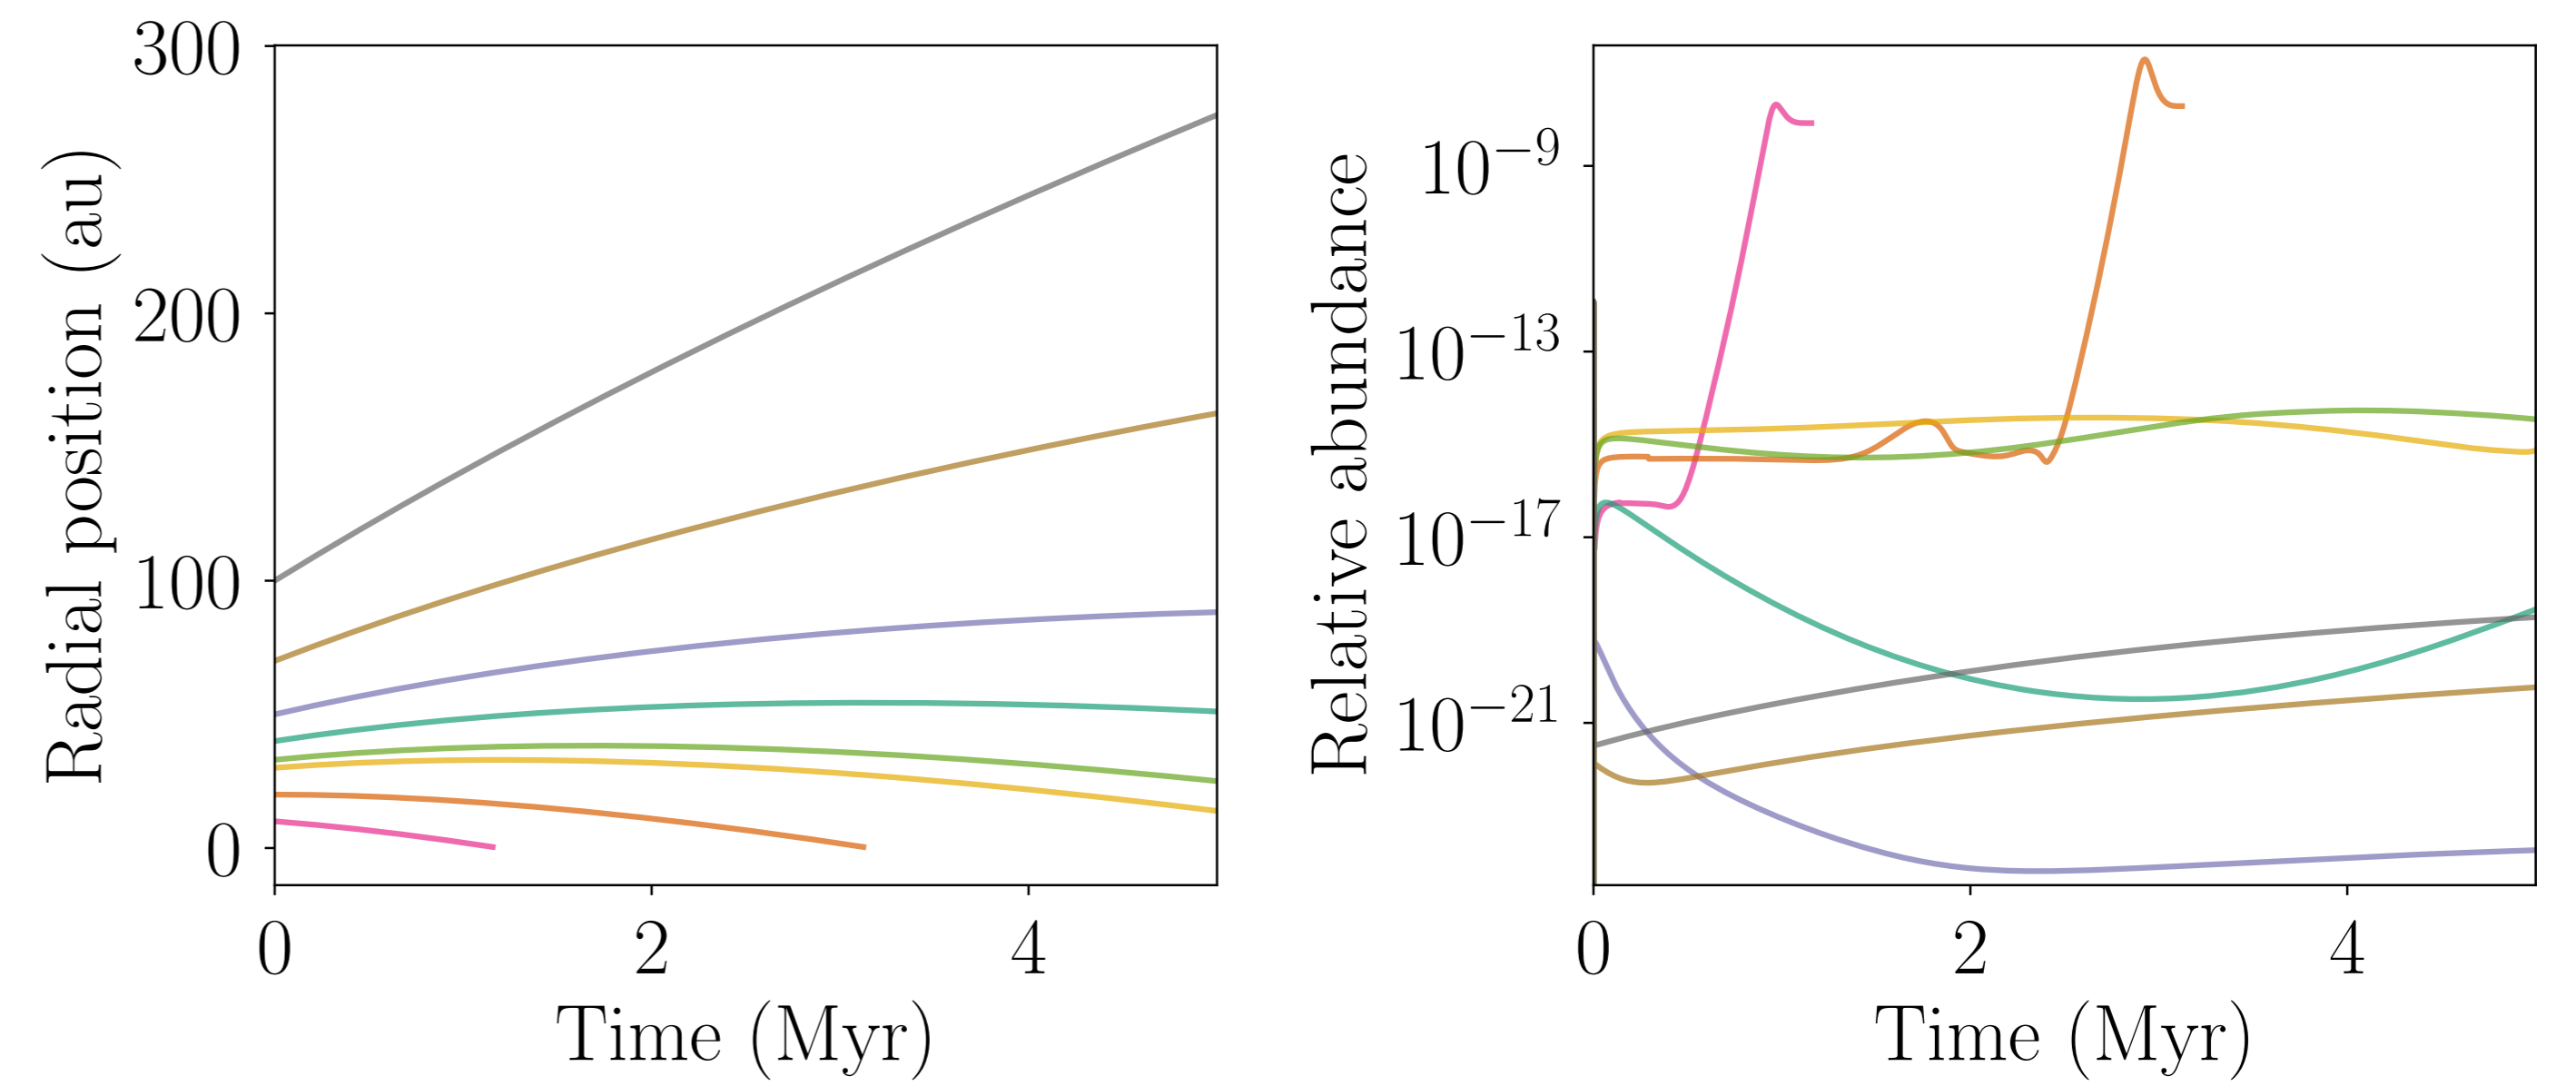 300
200
100
0
Radial position (au)
0 2 4
Time (Myr)
10⁻⁹
10⁻¹³
10⁻¹⁷
10⁻²¹
Relative abundance
0 2 4
Time (Myr)